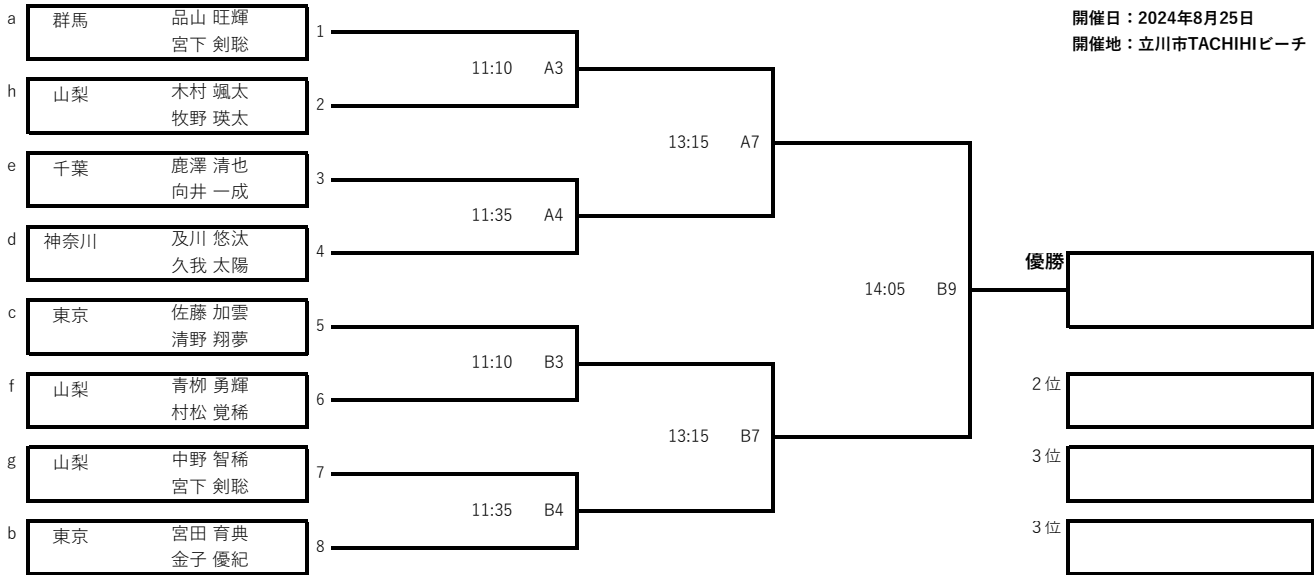 開催日：2024年8月25日
開催地：立川市TACHIHIビーチ
a 群馬 品山 旺輝
宮下 剣聡
1
11:10 A3
h 山梨 木村 颯太
牧野 瑛太
2
13:15 A7
e 千葉 鹿澤 清也
向井 一成
3
11:35 A4
d 神奈川 及川 悠汰
久我 太陽
4
優勝
14:05 B9
c 東京 佐藤 加雲
清野 翔夢
5
11:10 B3
f 山梨 青栁 勇輝
村松 覚稀
6
2位
13:15 B7
g 山梨 中野 智稀
宮下 剣聡
7
3位
11:35 B4
b 東京 宮田 育典
金子 優紀
8
3位